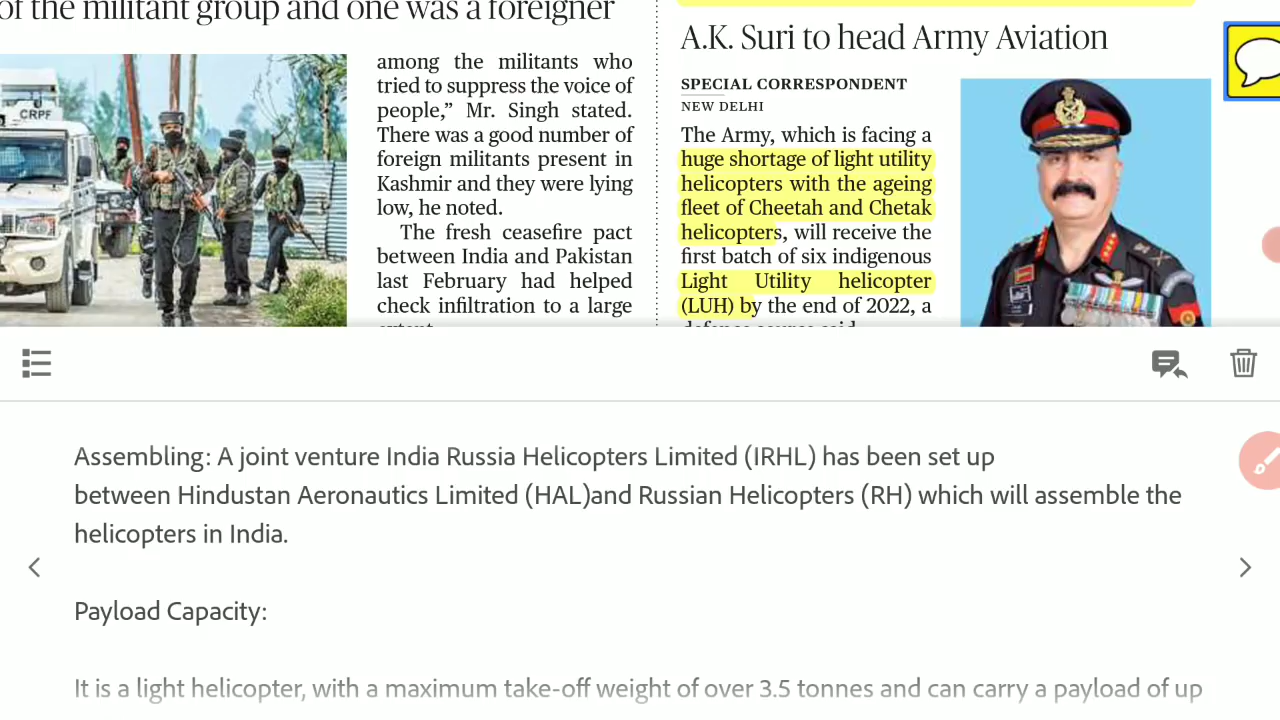 of the militant group and one was a foreigner
CRPF
among the militants who
tried to suppress the voice of
people,” Mr. Singh stated.
There was a good number of
foreign militants present in
Kashmir and they were lying
low, he noted.
The fresh ceasefire pact
between India and Pakistan
last February had helped
check infiltration to a large
extent
A.K. Suri to head Army Aviation
SPECIAL CORRESPONDENT
NEW DELHI
The Army, which is facing a
huge shortage of light utility
helicopters with the ageing
fleet of Cheetah and Chetak
helicopters, will receive the
first batch of six indigenous
Light Utility helicopter
(LUH) by the end of 2022, a
defence source said
Assembling: A joint venture India Russia Helicopters Limited (IRHL) has been set up
between Hindustan Aeronautics Limited (HAL)and Russian Helicopters (RH) which will assemble the
helicopters in India.
Payload Capacity:
It is a light helicopter, with a maximum take-off weight of over 3.5 tonnes and can carry a payload of up